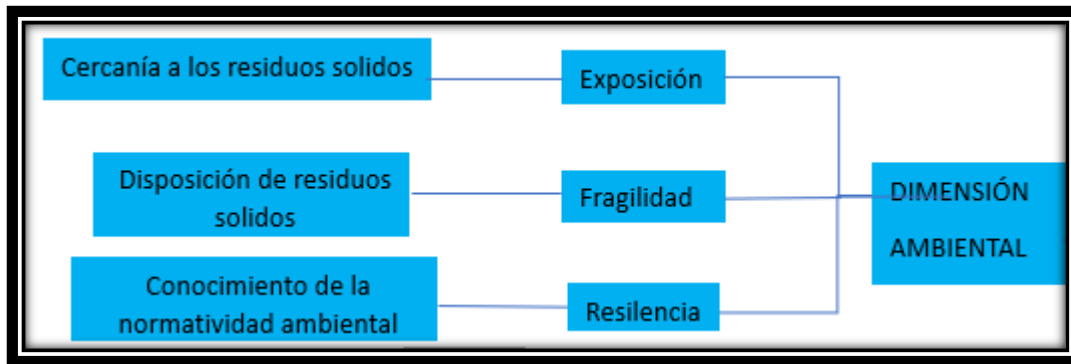 Cercanía a los residuos solidos
Exposición
Disposición de residuos
solidos
Fragilidad
DIMENSIÓN
AMBIENTAL
Conocimiento de la
normatividad ambiental
Resilencia